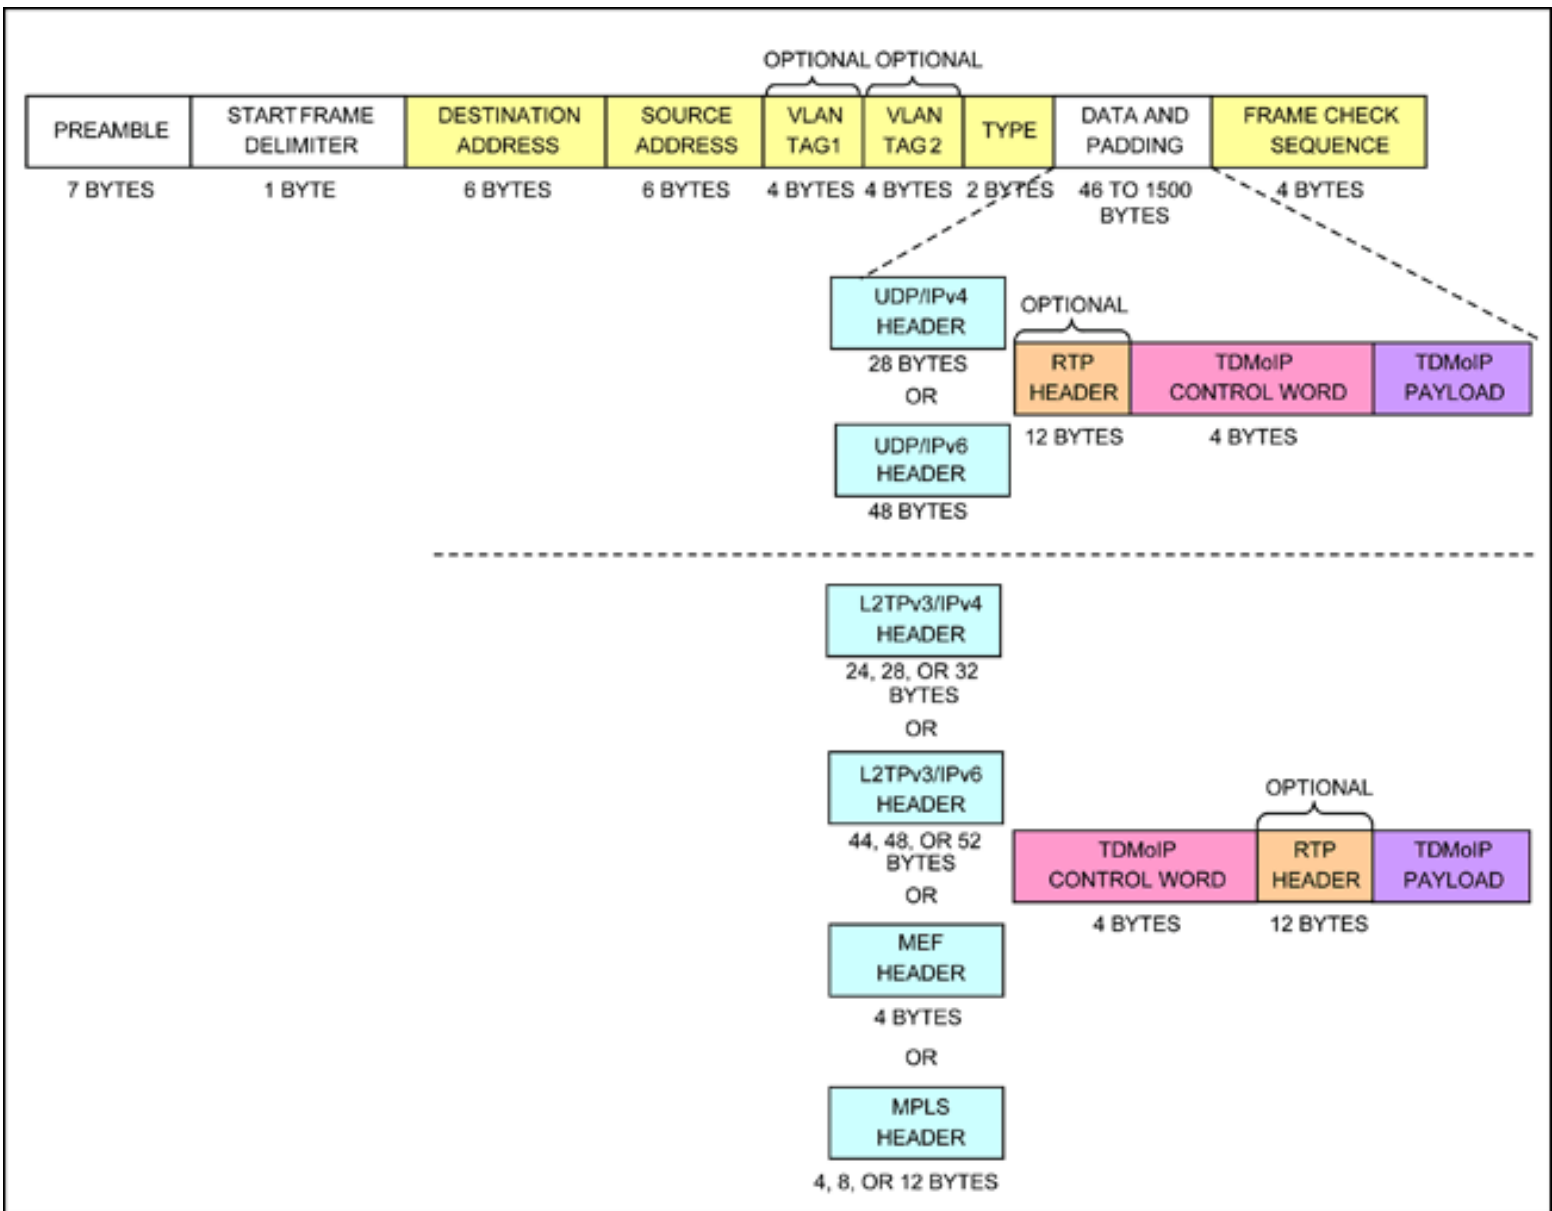 OPTIONAL OPTIONAL
PREAMBLE
START FRAME
DELIMITER
DESTINATION
ADDRESS
SOURCE
ADDRESS
VLAN
TAG1
VLAN
TAG 2
TYPE
DATA AND
PADDING
FRAME CHECK
SEQUENCE
7 BYTES
1 BYTE
6 BYTES
6 BYTES
4 BYTES
4 BYTES
2 BYTES
46 TO 1500
BYTES
4 BYTES
UDP/IPv4
HEADER
28 BYTES
OR
UDP/IPv6
HEADER
48 BYTES
OPTIONAL
RTP
HEADER
TDMoIP
CONTROL WORD
TDMoIP
PAYLOAD
12 BYTES
4 BYTES
L2TPv3/IPv4
HEADER
24, 28, OR 32
BYTES
OR
L2TPv3/IPv6
HEADER
44, 48, OR 52
BYTES
OR
MEF
HEADER
4 BYTES
OR
MPLS
HEADER
4, 8, OR 12 BYTES
OPTIONAL
TDMoIP
CONTROL WORD
RTP
HEADER
TDMoIP
PAYLOAD
4 BYTES
12 BYTES